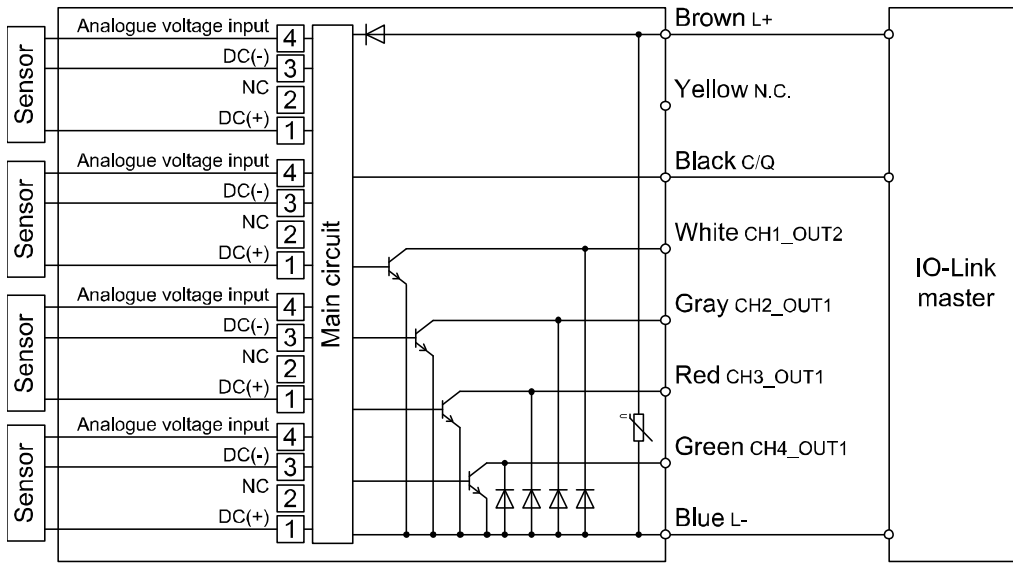 Sensor
Analogue voltage input 4
DC(-) 3
NC 2
DC(+) 1
Sensor
Analogue voltage input 4
DC(-) 3
NC 2
DC(+) 1
Sensor
Analogue voltage input 4
DC(-) 3
NC 2
DC(+) 1
Sensor
Analogue voltage input 4
DC(-) 3
NC 2
DC(+) 1
Main circuit
Brown L+
Yellow N.C.
Black C/Q
White CH1_OUT2
Gray CH2_OUT1
Red CH3_OUT1
U
Green CH4_OUT1
Blue L-
IO-Link
master